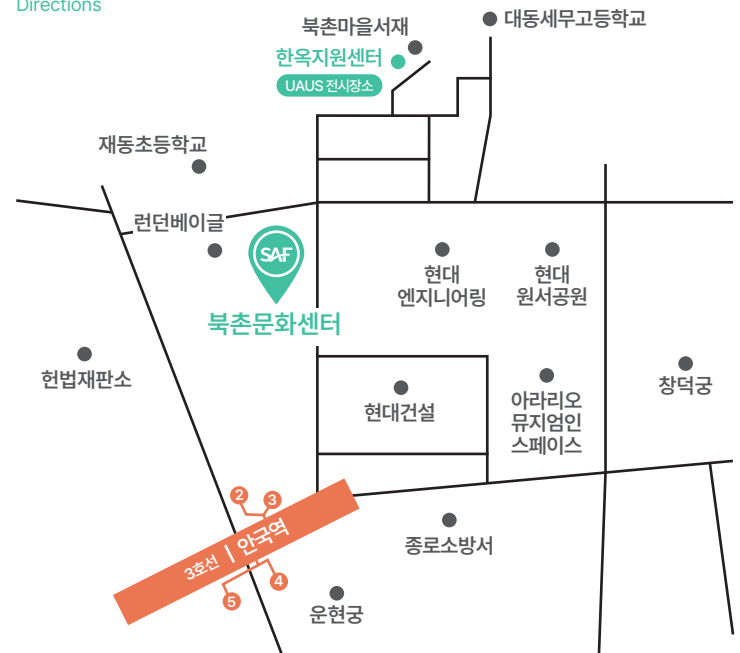 Directions
대동세무고등학교
북촌마을서재
한옥지원센터
UAUS 전시장소
재동초등학교
런던베이글
SAF
북촌문화센터
현대
엔지니어링
현대
원서공원
헌법재판소
현대건설
아라리오
뮤지엄인
스페이스
창덕궁
2
3
3호선 | 안국역
4
5
종로소방서
운현궁